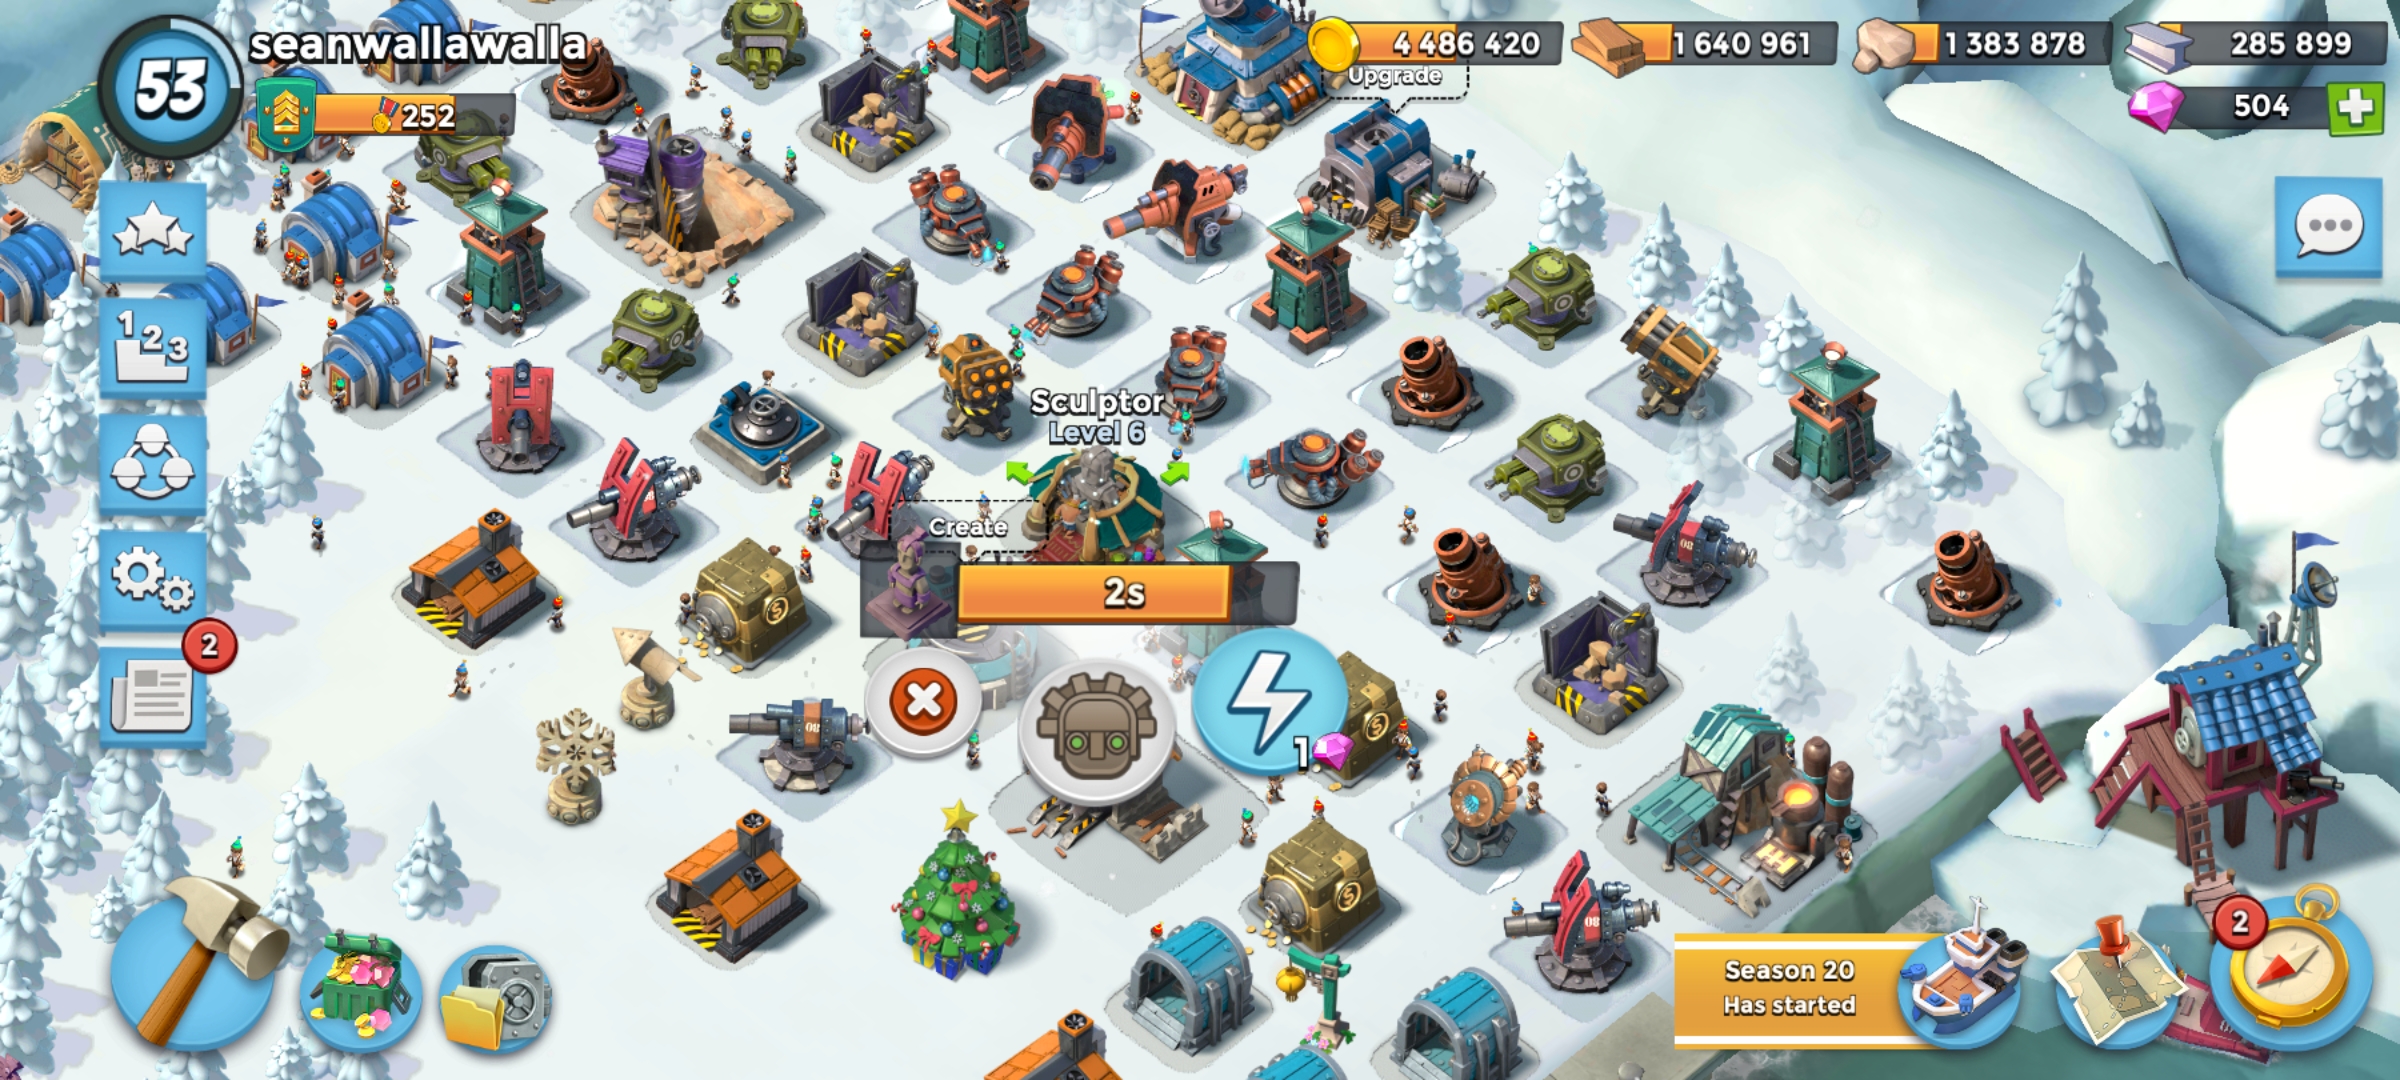 53
seanwallawalla
252
4 486 420
1 640 961
1 383 878
285 899
504
Upgrade
123
2
Sculptor
Level 6
Create
2s
1
Season 20
Has started
2